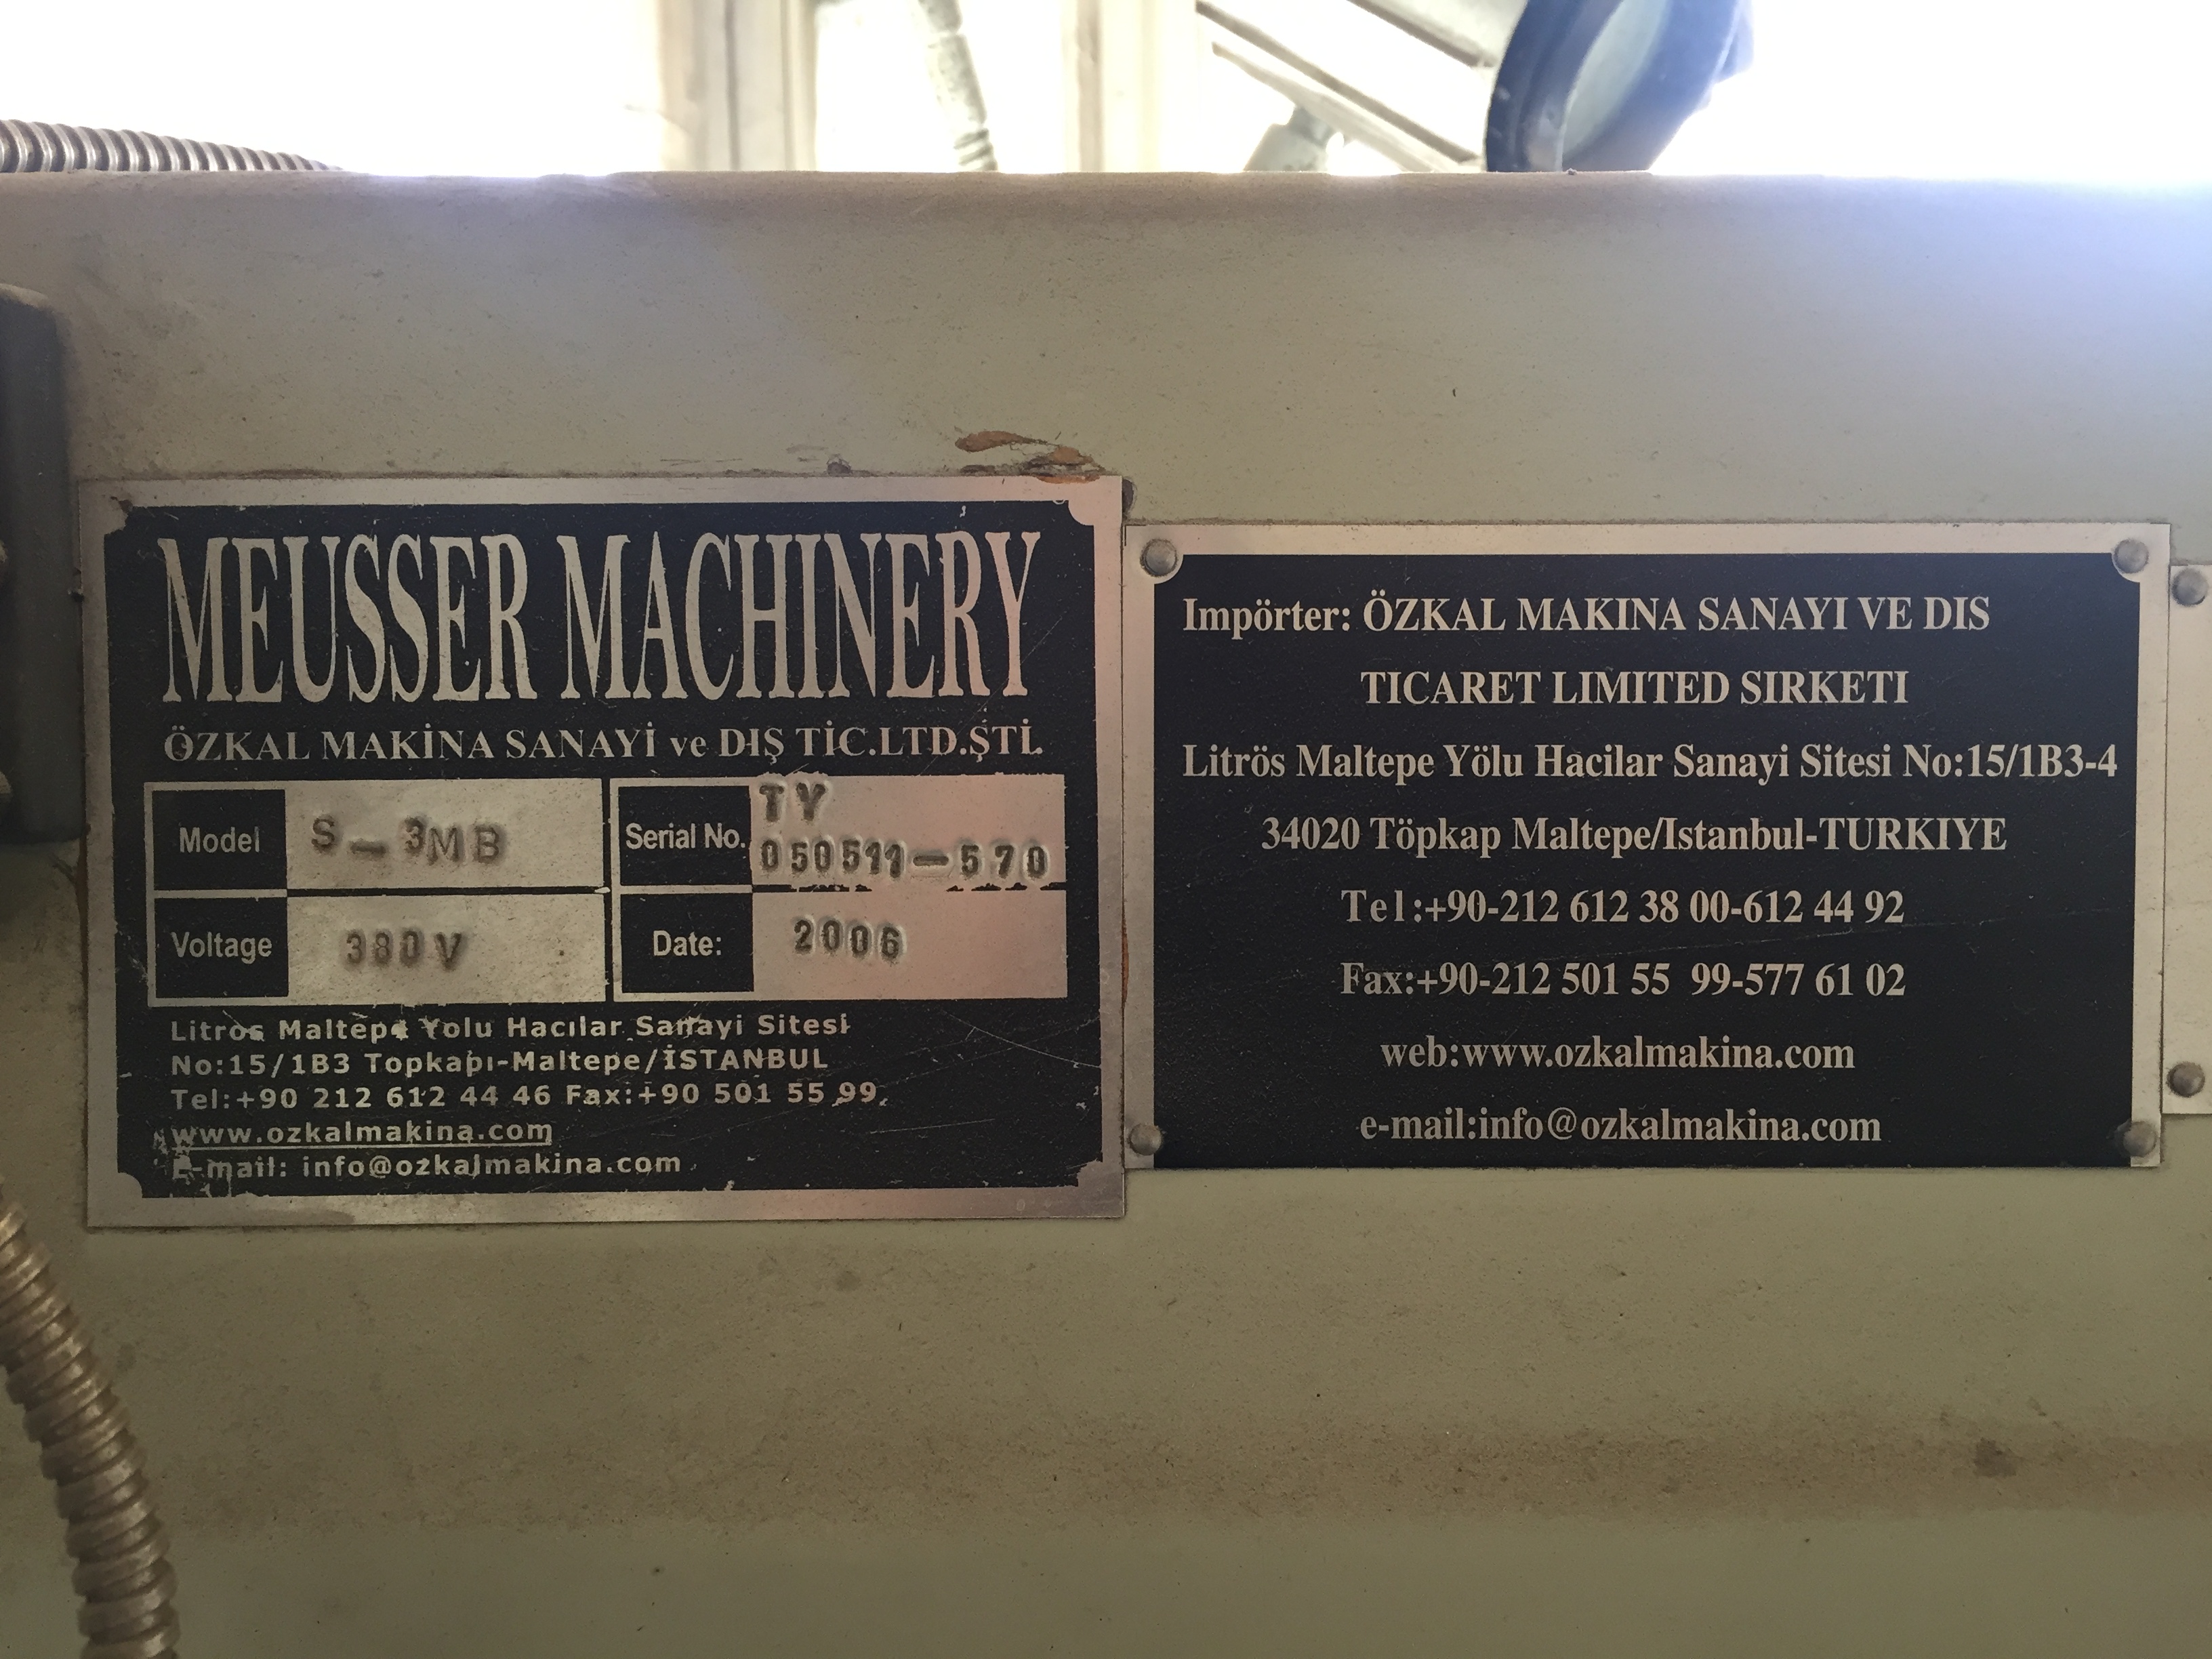 MEUSSER MACHINERY
ÖZKAL MAKİNA SANAYİ ve DIŞ TİC.LTD.ŞTİ.
Model S-3MB
Serial No. TY
050511-570
Voltage 380V
Date: 2006
Litros Maltepe Yolu Hacılar Sanayi Sitesi
No:15/1B3 Topkapı-Maltepe/İSTANBUL
Tel:+90 212 612 44 46 Fax:+90 501 55 99
www.ozkalmakina.com
E-mail: info@ozkalmakina.com
Impörter: ÖZKAL MAKINA SANAYI VE DIS
TICARET LIMITED SIRKETI
Litrös Maltepe Yölu Hacilar Sanayi Sitesi No:15/1B3-4
34020 Töpkap Maltepe/Istanbul-TURKIYE
Tel:+90-212 612 38 00-612 44 92
Fax:+90-212 501 55 99-577 61 02
web:www.ozkalmakina.com
e-mail:info@ozkalmakina.com